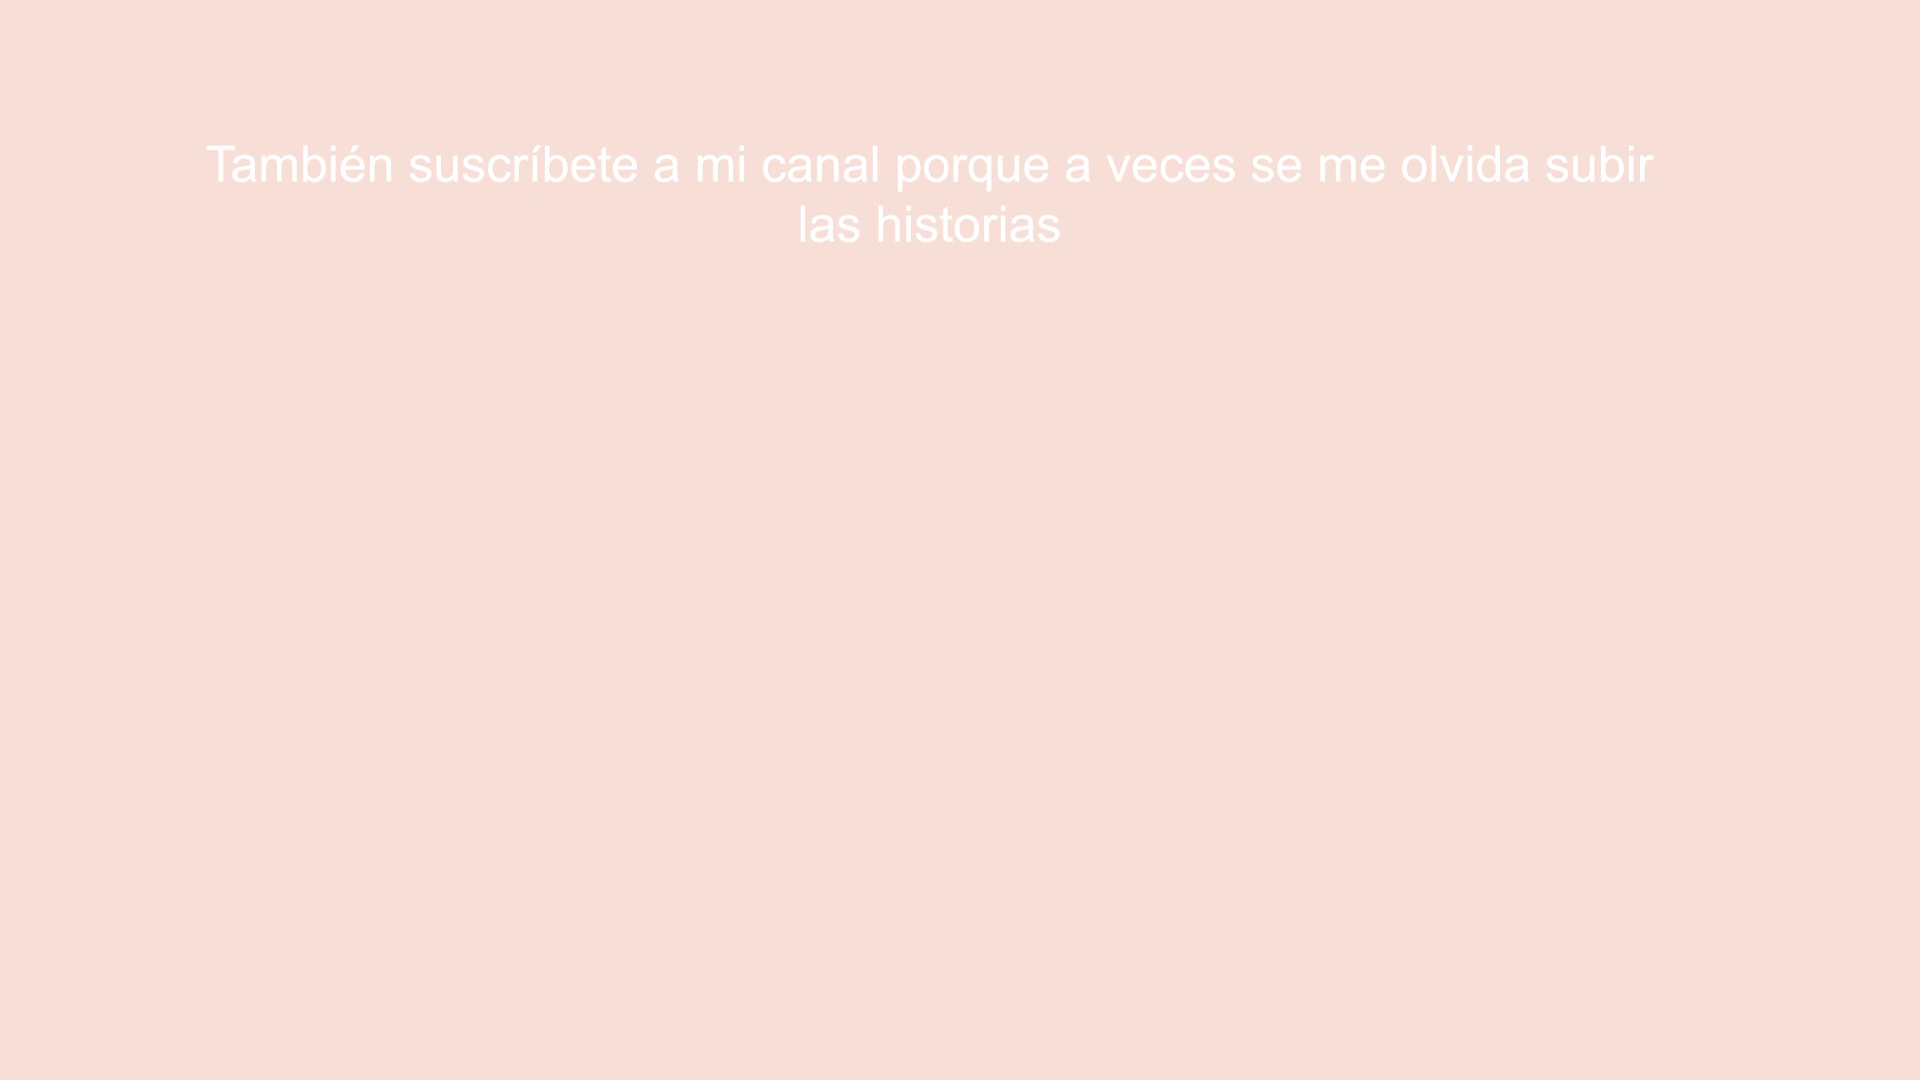 También suscríbete a mi canal porque a veces se me olvida subir
las historias